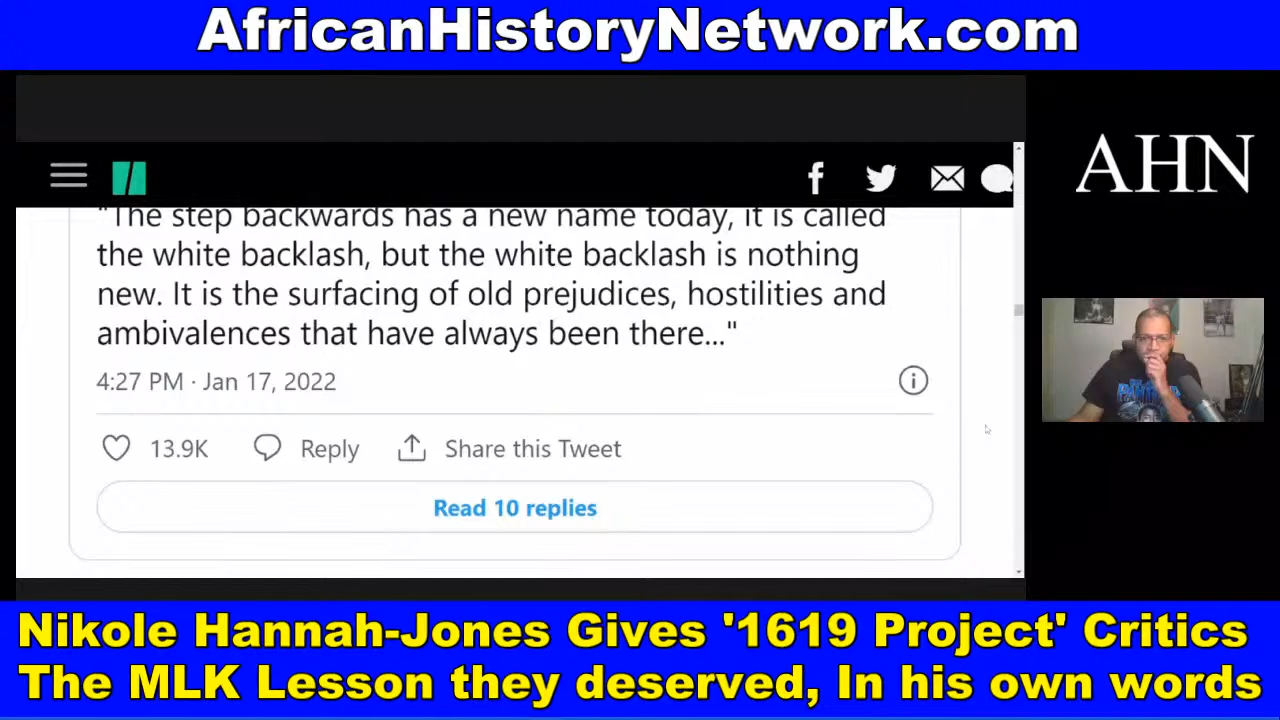 AfricanHistoryNetwork.com
AHN
"The step backwards has a new name today, it is called
the white backlash, but the white backlash is nothing
new. It is the surfacing of old prejudices, hostilities and
ambivalences that have always been there..."
4:27 PM · Jan 17, 2022
13.9K Reply Share this Tweet
Read 10 replies
Nikole Hannah-Jones Gives '1619 Project' Critics
The MLK Lesson they deserved, In his own words